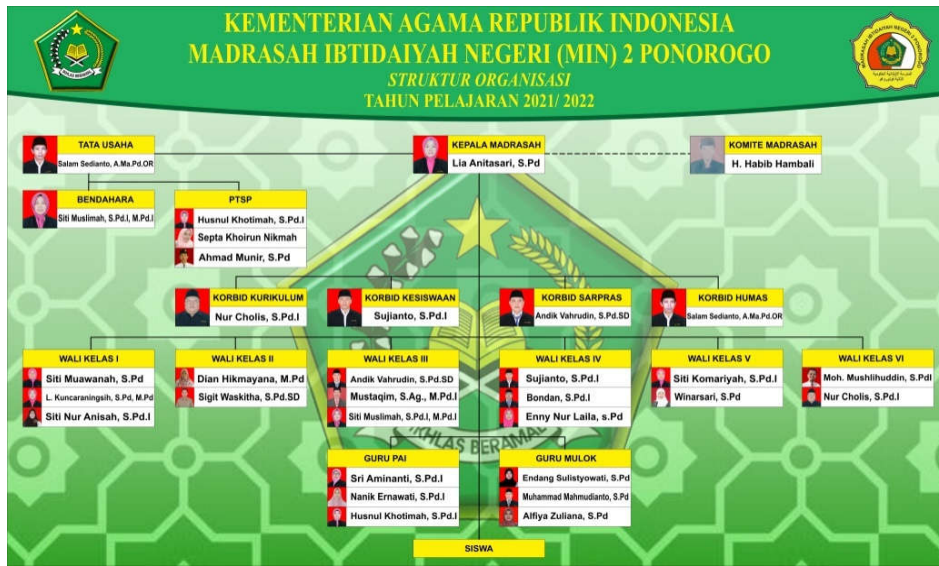 KEMENTERIAN AGAMA REPUBLIK INDONESIA
MADRASAH IBTIDAIYAH NEGERI (MIN) 2 PONOROGO
STRUKTUR ORGANISASI
TAHUN PELAJARAN 2021/ 2022
TATA USAHA
Salam Sedianto, A.Ma.Pd.OR
KEPALA MADRASAH
Lia Anitasari, S.Pd
KOMITE MADRASAH
H. Habib Hambali
BENDAHARA
Siti Muslimah, S.Pd.I, M.Pd.I
PTSP
Husnul Khotimah, S.Pd.I
Septa Khoirun Nikmah
Ahmad Munir, S.Pd
KORBID KURIKULUM
Nur Cholis, S.Pd.I
KORBID KESISWAAN
Sujianto, S.Pd.I
KORBID SARPRAS
Andik Vahrudin, S.Pd.SD
KORBID HUMAS
Salam Sedianto, A.Ma.Pd.OR
WALI KELAS I
Siti Muawanah, S.Pd
L. Kuncaraningsih, S.Pd, M.Pd
Siti Nur Anisah, S.Pd.I
WALI KELAS II
Dian Hikmayana, M.Pd
Sigit Waskitha, S.Pd.SD
WALI KELAS III
Andik Vahrudin, S.Pd.SD
Mustaqim, S.Ag., M.Pd.I
Siti Muslimah, S.Pd.I, M.Pd.I
WALI KELAS IV
Sujianto, S.Pd.I
Bondan, S.Pd.I
Enny Nur Laila, s.Pd
WALI KELAS V
Siti Komariyah, S.Pd.I
Winarsari, S.Pd
WALI KELAS VI
Moh. Mushlihuddin, S.PdI
Nur Cholis, S.Pd.I
IKHLAS BERAMAL
GURU PAI
Sri Aminanti, S.Pd.I
Nanik Ernawati, S.Pd.I
Husnul Khotimah, S.Pd.I
GURU MULOK
Endang Sulistyowati, S.Pd
Muhammad Mahmudianto, S.Pd
Alfiya Zuliana, S.Pd
SISWA